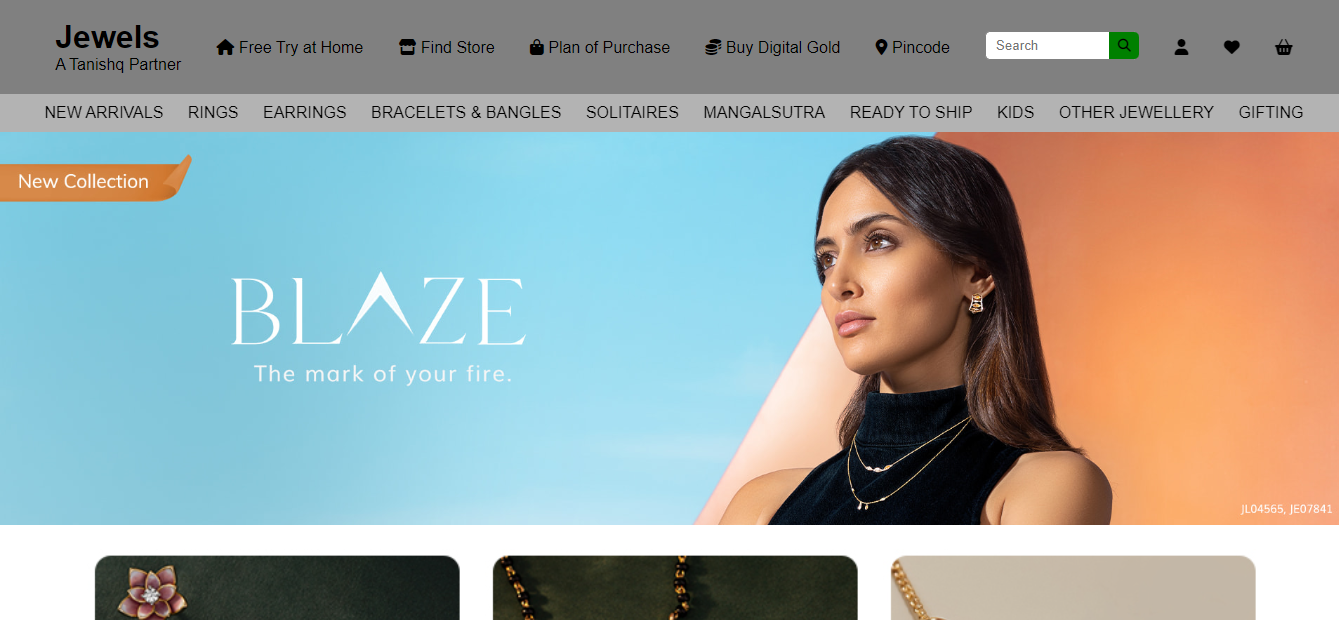 Jewels
A Tanishq Partner
Free Try at Home
Find Store
Plan of Purchase
Buy Digital Gold
Pincode
Search
NEW ARRIVALS RINGS EARRINGS BRACELETS & BANGLES SOLITAIRES MANGALSUTRA READY TO SHIP KIDS OTHER JEWELLERY GIFTING
New Collection
BLAZE
The mark of your fire.
JL04565, JE07841